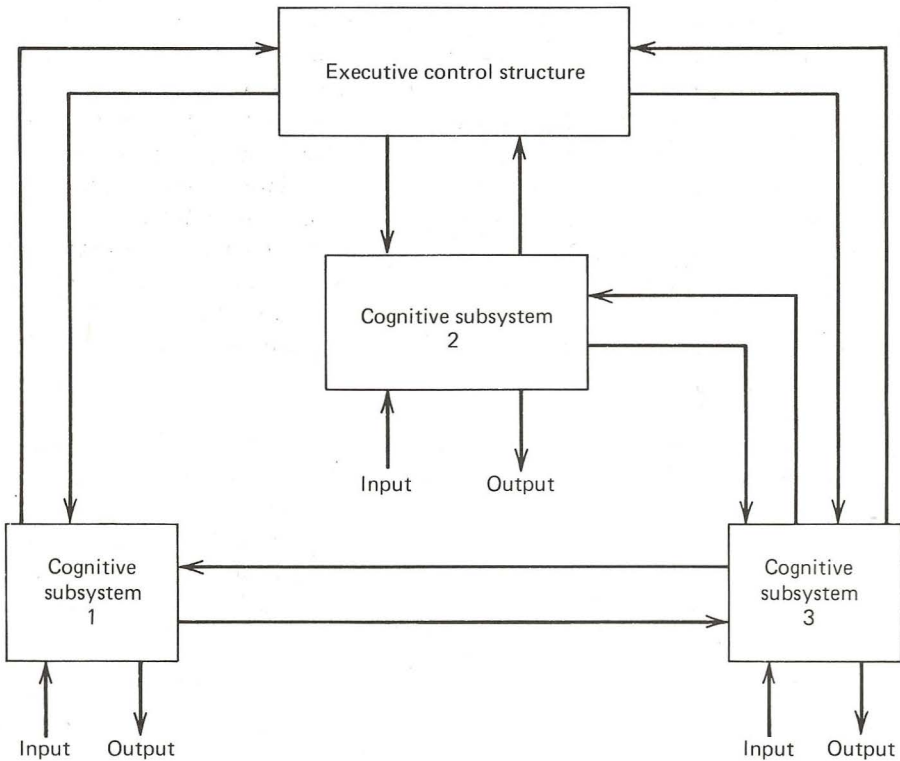 Executive control structure
Cognitive subsystem
2
Input
Output
Cognitive
subsystem
1
Cognitive
subsystem
3
Input
Output
Input
Output